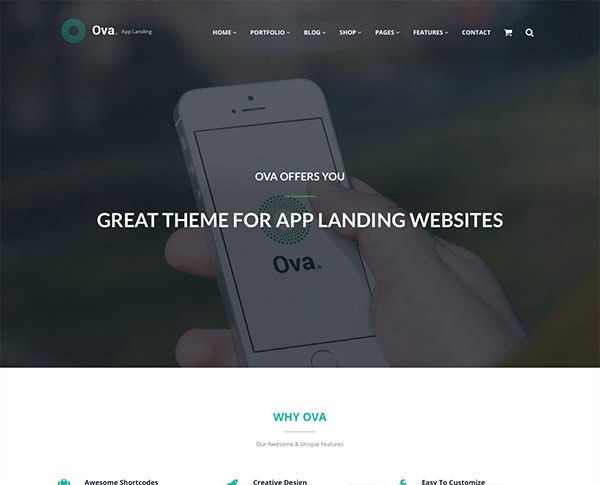 Ova. App Landing
HOME PORTFOLIO BLOG SHOP PAGES FEATURES CONTACT
OVA OFFERS YOU
GREAT THEME FOR APP LANDING WEBSITES
Ova.
WHY OVA
Our Awesome & Unique Features
Awesome Shortcodes Creative Design Easy To Customize